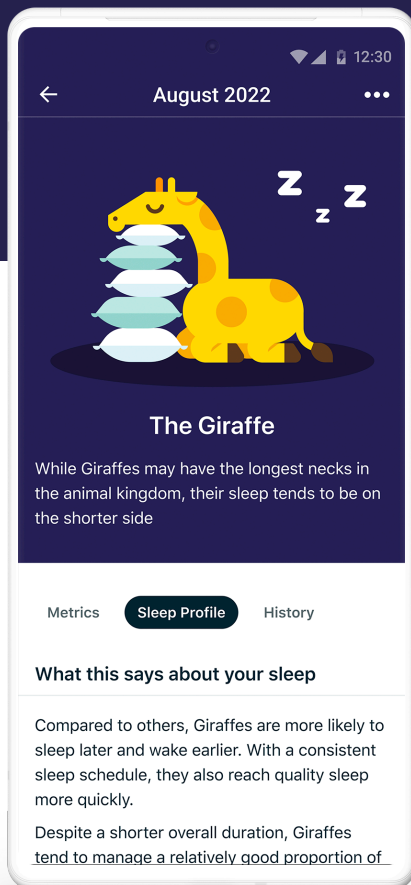 12:30
August 2022
z z z
The Giraffe
While Giraffes may have the longest necks in
the animal kingdom, their sleep tends to be on
the shorter side
Metrics Sleep Profile History
What this says about your sleep
Compared to others, Giraffes are more likely to
sleep later and wake earlier. With a consistent
sleep schedule, they also reach quality sleep
more quickly.
Despite a shorter overall duration, Giraffes
tend to manage a relatively good proportion of